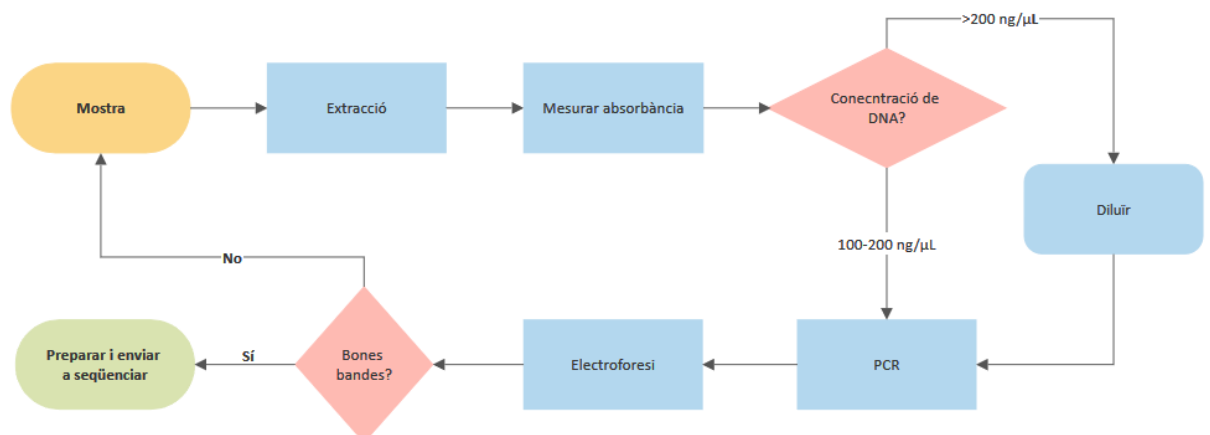 >200 ng/µL
Mostra
Extracció
Mesurar absorbància
Conecntració de
DNA?
Diluïr
100-200 ng/µL
No
Preparar i enviar
a seqüenciar
Sí
Bones
bandes?
Electroforesi
PCR